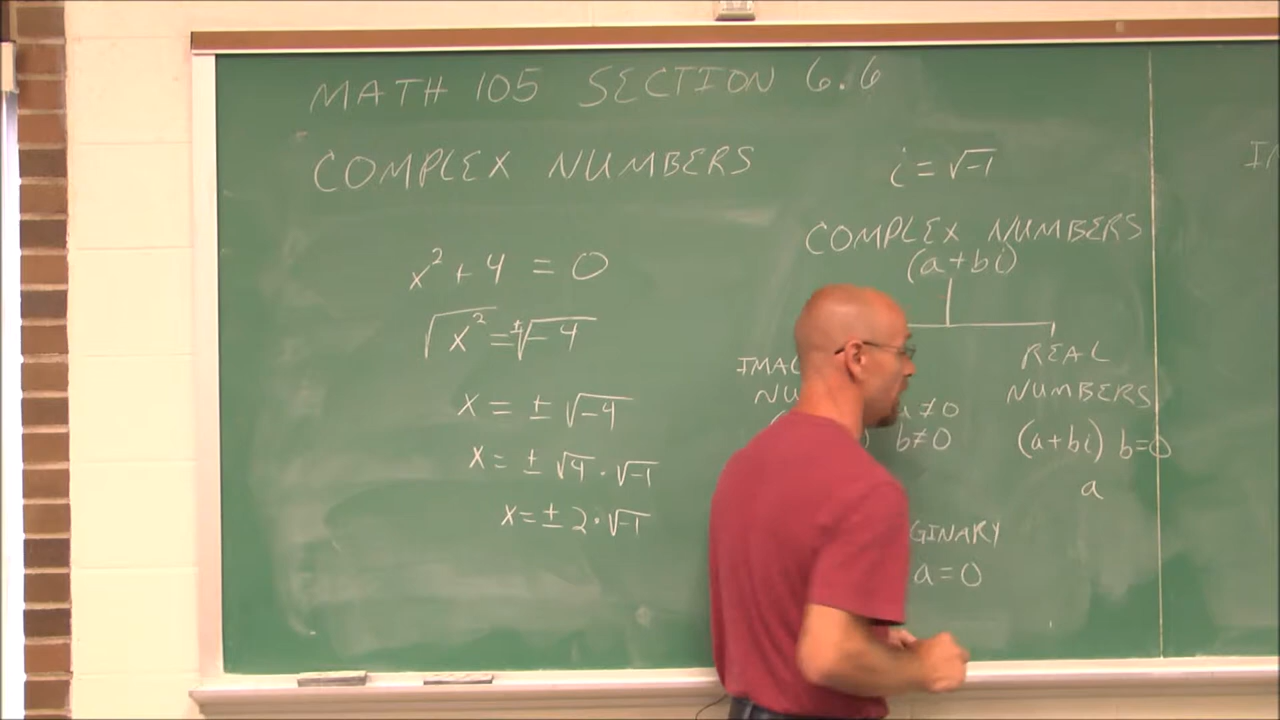 MATH 105 SECTION 6.6
COMPLEX NUMBERS
x² + 4 = 0
√x² = ±√-4
x = ± √-4
x = ± √4 · √-1
x = ± 2 · √-1
i = √-1
COMPLEX NUMBERS
(a + bi)
a ≠ 0
b ≠ 0
a = 0
REAL
NUMBERS
(a + bi) b = 0
a